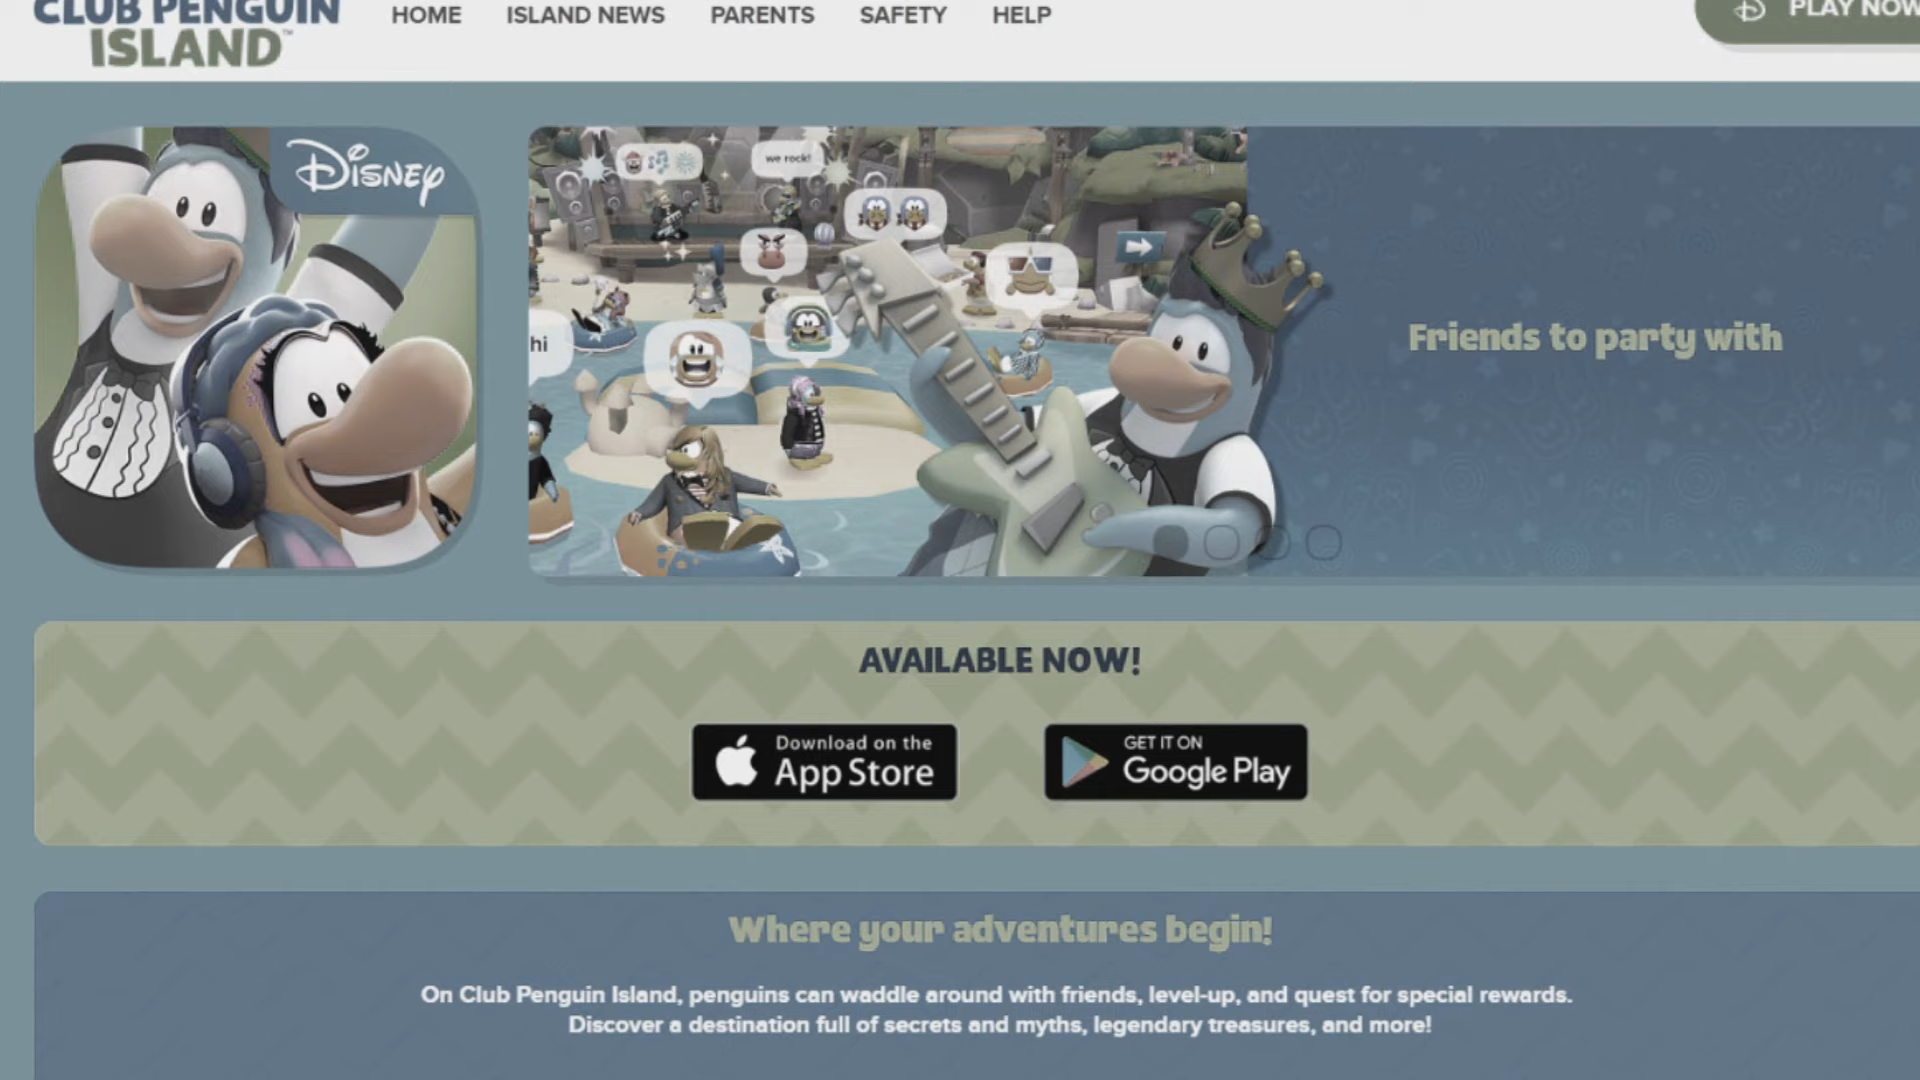 CLUB PENGUIN
ISLAND™
HOME ISLAND NEWS PARENTS SAFETY HELP
PLAY NOW
DISNEY
we rock!
hi
Friends to party with
AVAILABLE NOW!
Download on the
App Store
GET IT ON
Google Play
Where your adventures begin!
On Club Penguin Island, penguins can waddle around with friends, level-up, and quest for special rewards.
Discover a destination full of secrets and myths, legendary treasures, and more!